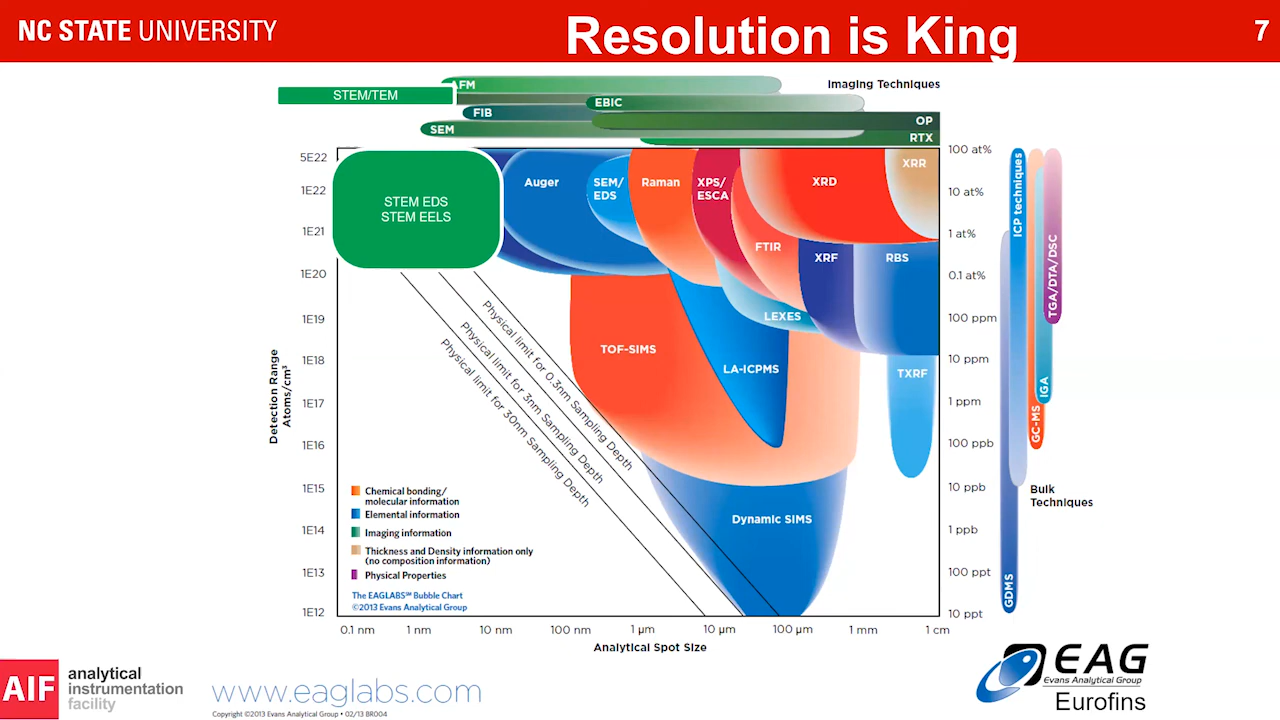 NC STATE UNIVERSITY
Resolution is King
7
AFM
Imaging Techniques
STEM/TEM
EBIC
FIB
OP
SEM
RTX
5E22
1E22
1E21
1E20
1E19
1E18
1E17
1E16
1E15
1E14
1E13
1E12
Detection Range
Atoms/cm³
STEM EDS
STEM EELS
Auger
SEM/
EDS
Raman
XPS/
ESCA
XRD
XRR
FTIR
XRF
RBS
LEXES
TOF-SIMS
LA-ICPMS
TXRF
Dynamic SIMS
Physical limit for 0.3nm Sampling Depth
Physical limit for 3nm Sampling Depth
Physical limit for 30nm Sampling Depth
100 at%
10 at%
1 at%
0.1 at%
100 ppm
10 ppm
1 ppm
100 ppb
10 ppb
1 ppb
100 ppt
10 ppt
ICP techniques
TGA/DTA/DSC
IGA
GC-MS
GDMS
Bulk
Techniques
Chemical bonding/
molecular information
Elemental information
Imaging information
Thickness and Density information only
(no composition information)
Physical Properties
The EAGLABS℠ Bubble Chart
©2013 Evans Analytical Group
0.1 nm
1 nm
10 nm
100 nm
1 µm
10 µm
100 µm
1 mm
1 cm
Analytical Spot Size
AIF
analytical
instrumentation
facility
www.eaglabs.com
Copyright ©2013 Evans Analytical Group • 02/13 BR004
EAG
Evans Analytical Group
Eurofins